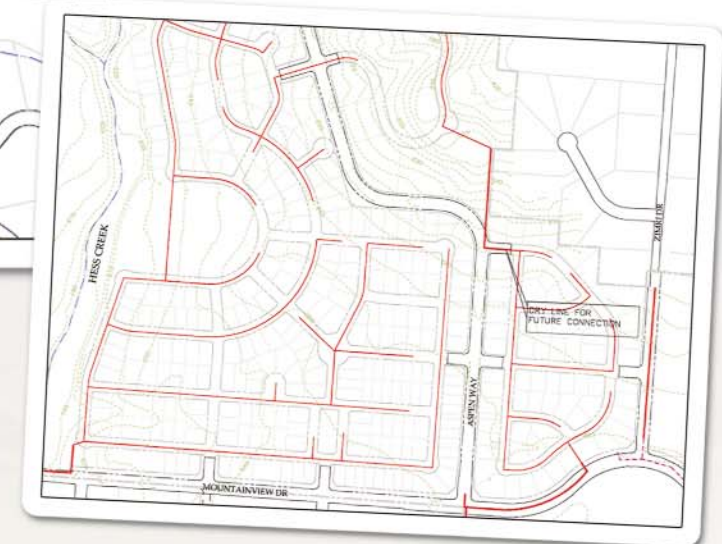 HESS CREEK
ZIMRI DR
DRY LINE FOR
FUTURE CONNECTION
ASPEN WAY
MOUNTAINVIEW DR